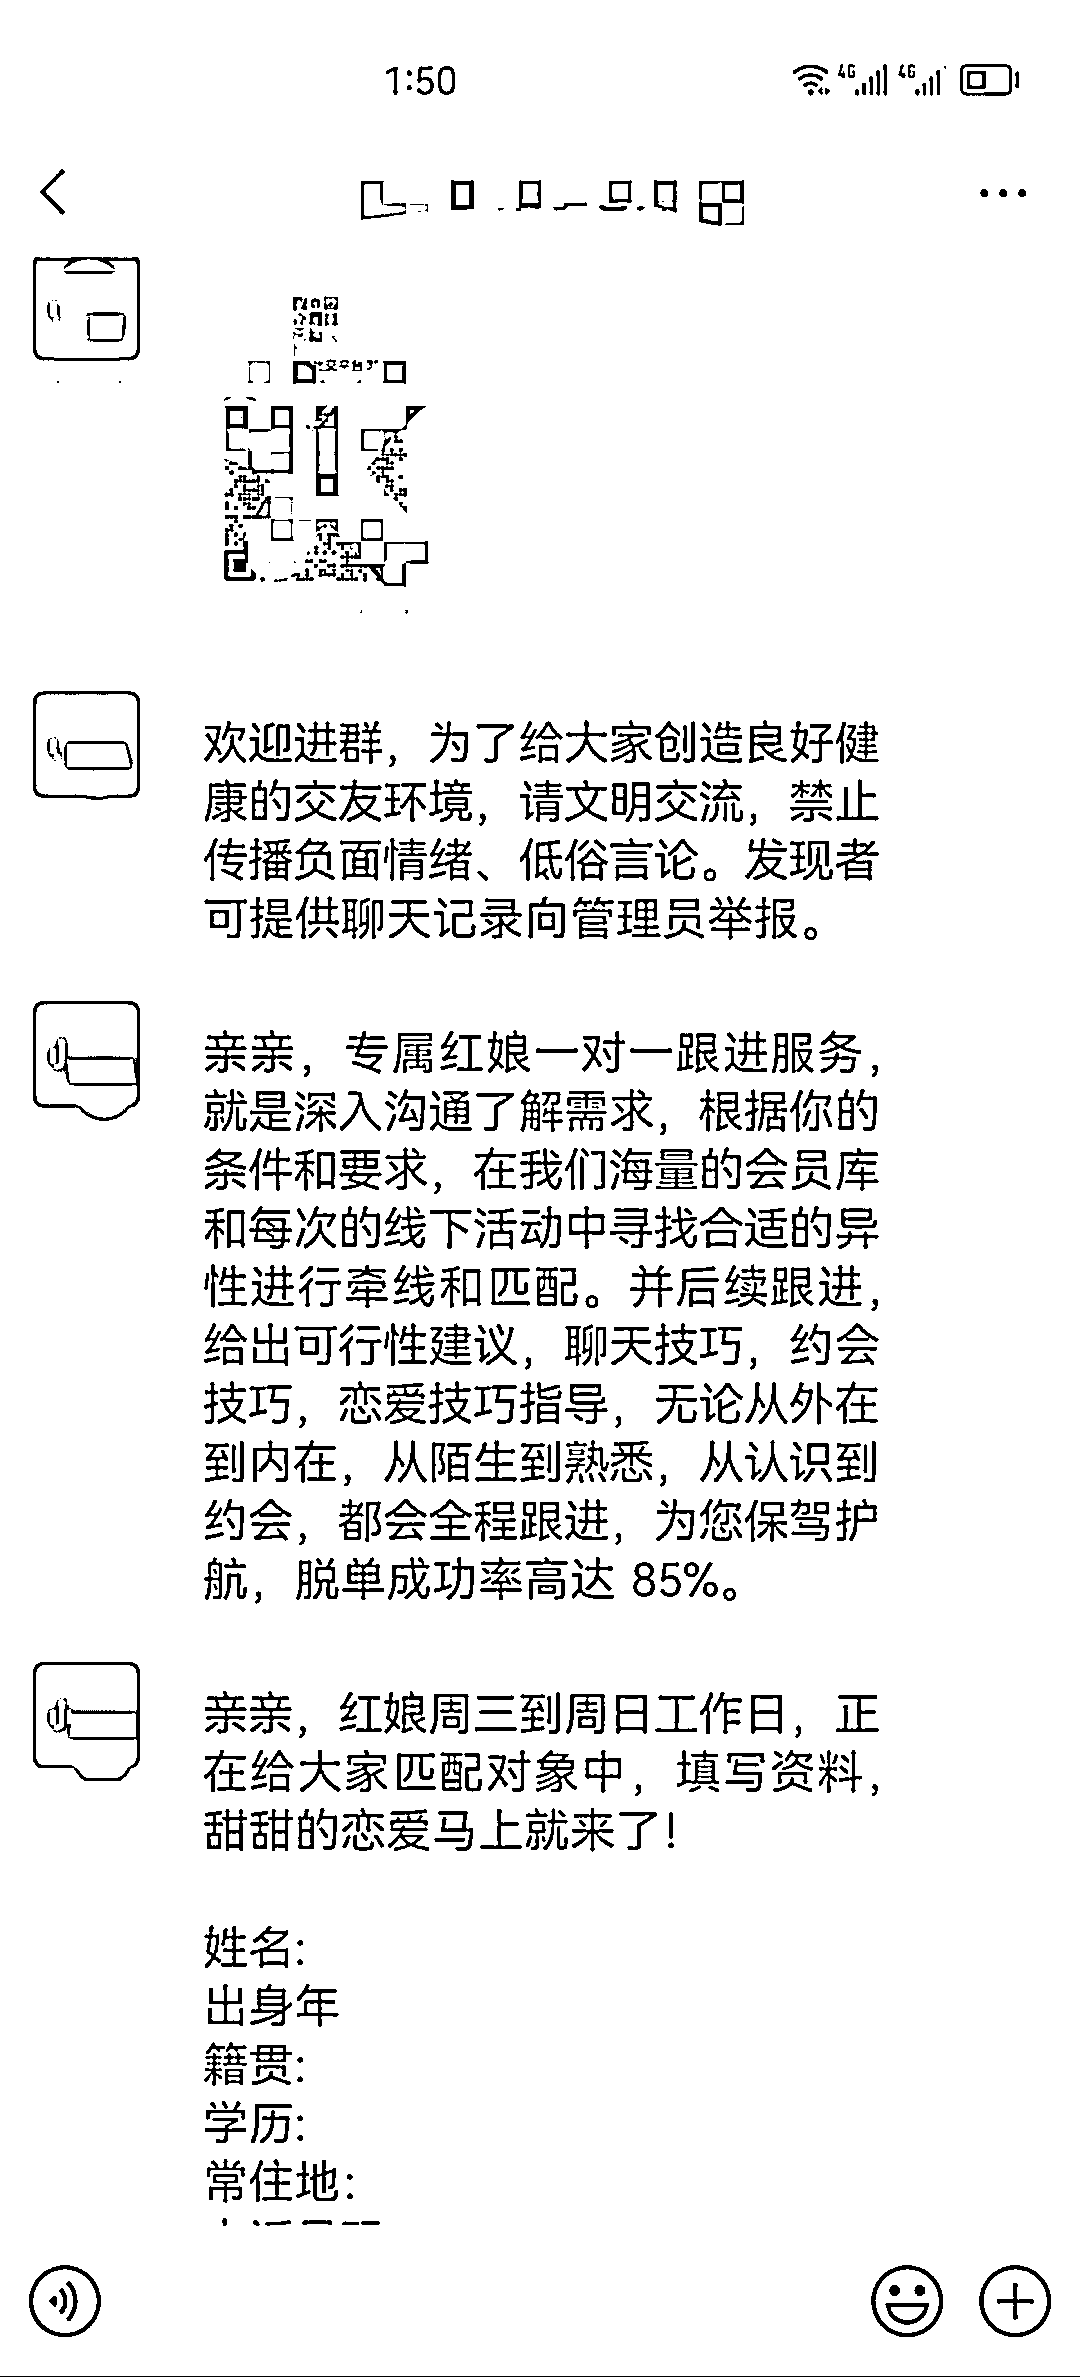 1:50
4G 4G
欢迎进群，为了给大家创造良好健
康的交友环境，请文明交流，禁止
传播负面情绪、低俗言论。发现者
可提供聊天记录向管理员举报。
亲亲，专属红娘一对一跟进服务，
就是深入沟通了解需求，根据你的
条件和要求，在我们海量的会员库
和每次的线下活动中寻找合适的异
性进行牵线和匹配。并后续跟进，
给出可行性建议，聊天技巧，约会
技巧，恋爱技巧指导，无论从外在
到内在，从陌生到熟悉，从认识到
约会，都会全程跟进，为您保驾护
航，脱单成功率高达 85%。
亲亲，红娘周三到周日工作日，正
在给大家匹配对象中，填写资料，
甜甜的恋爱马上就来了!
姓名:
出身年
籍贯:
学历:
常住地: